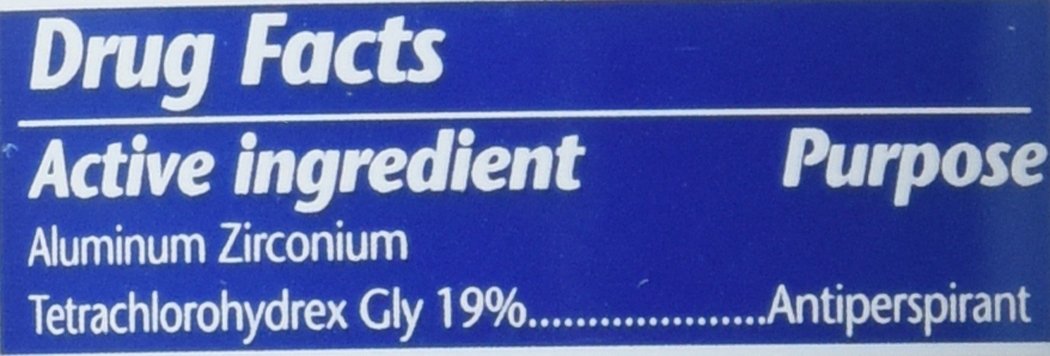 Drug Facts
Active ingredient Purpose
Aluminum Zirconium
Tetrachlorohydrex Gly 19%....................Antiperspirant